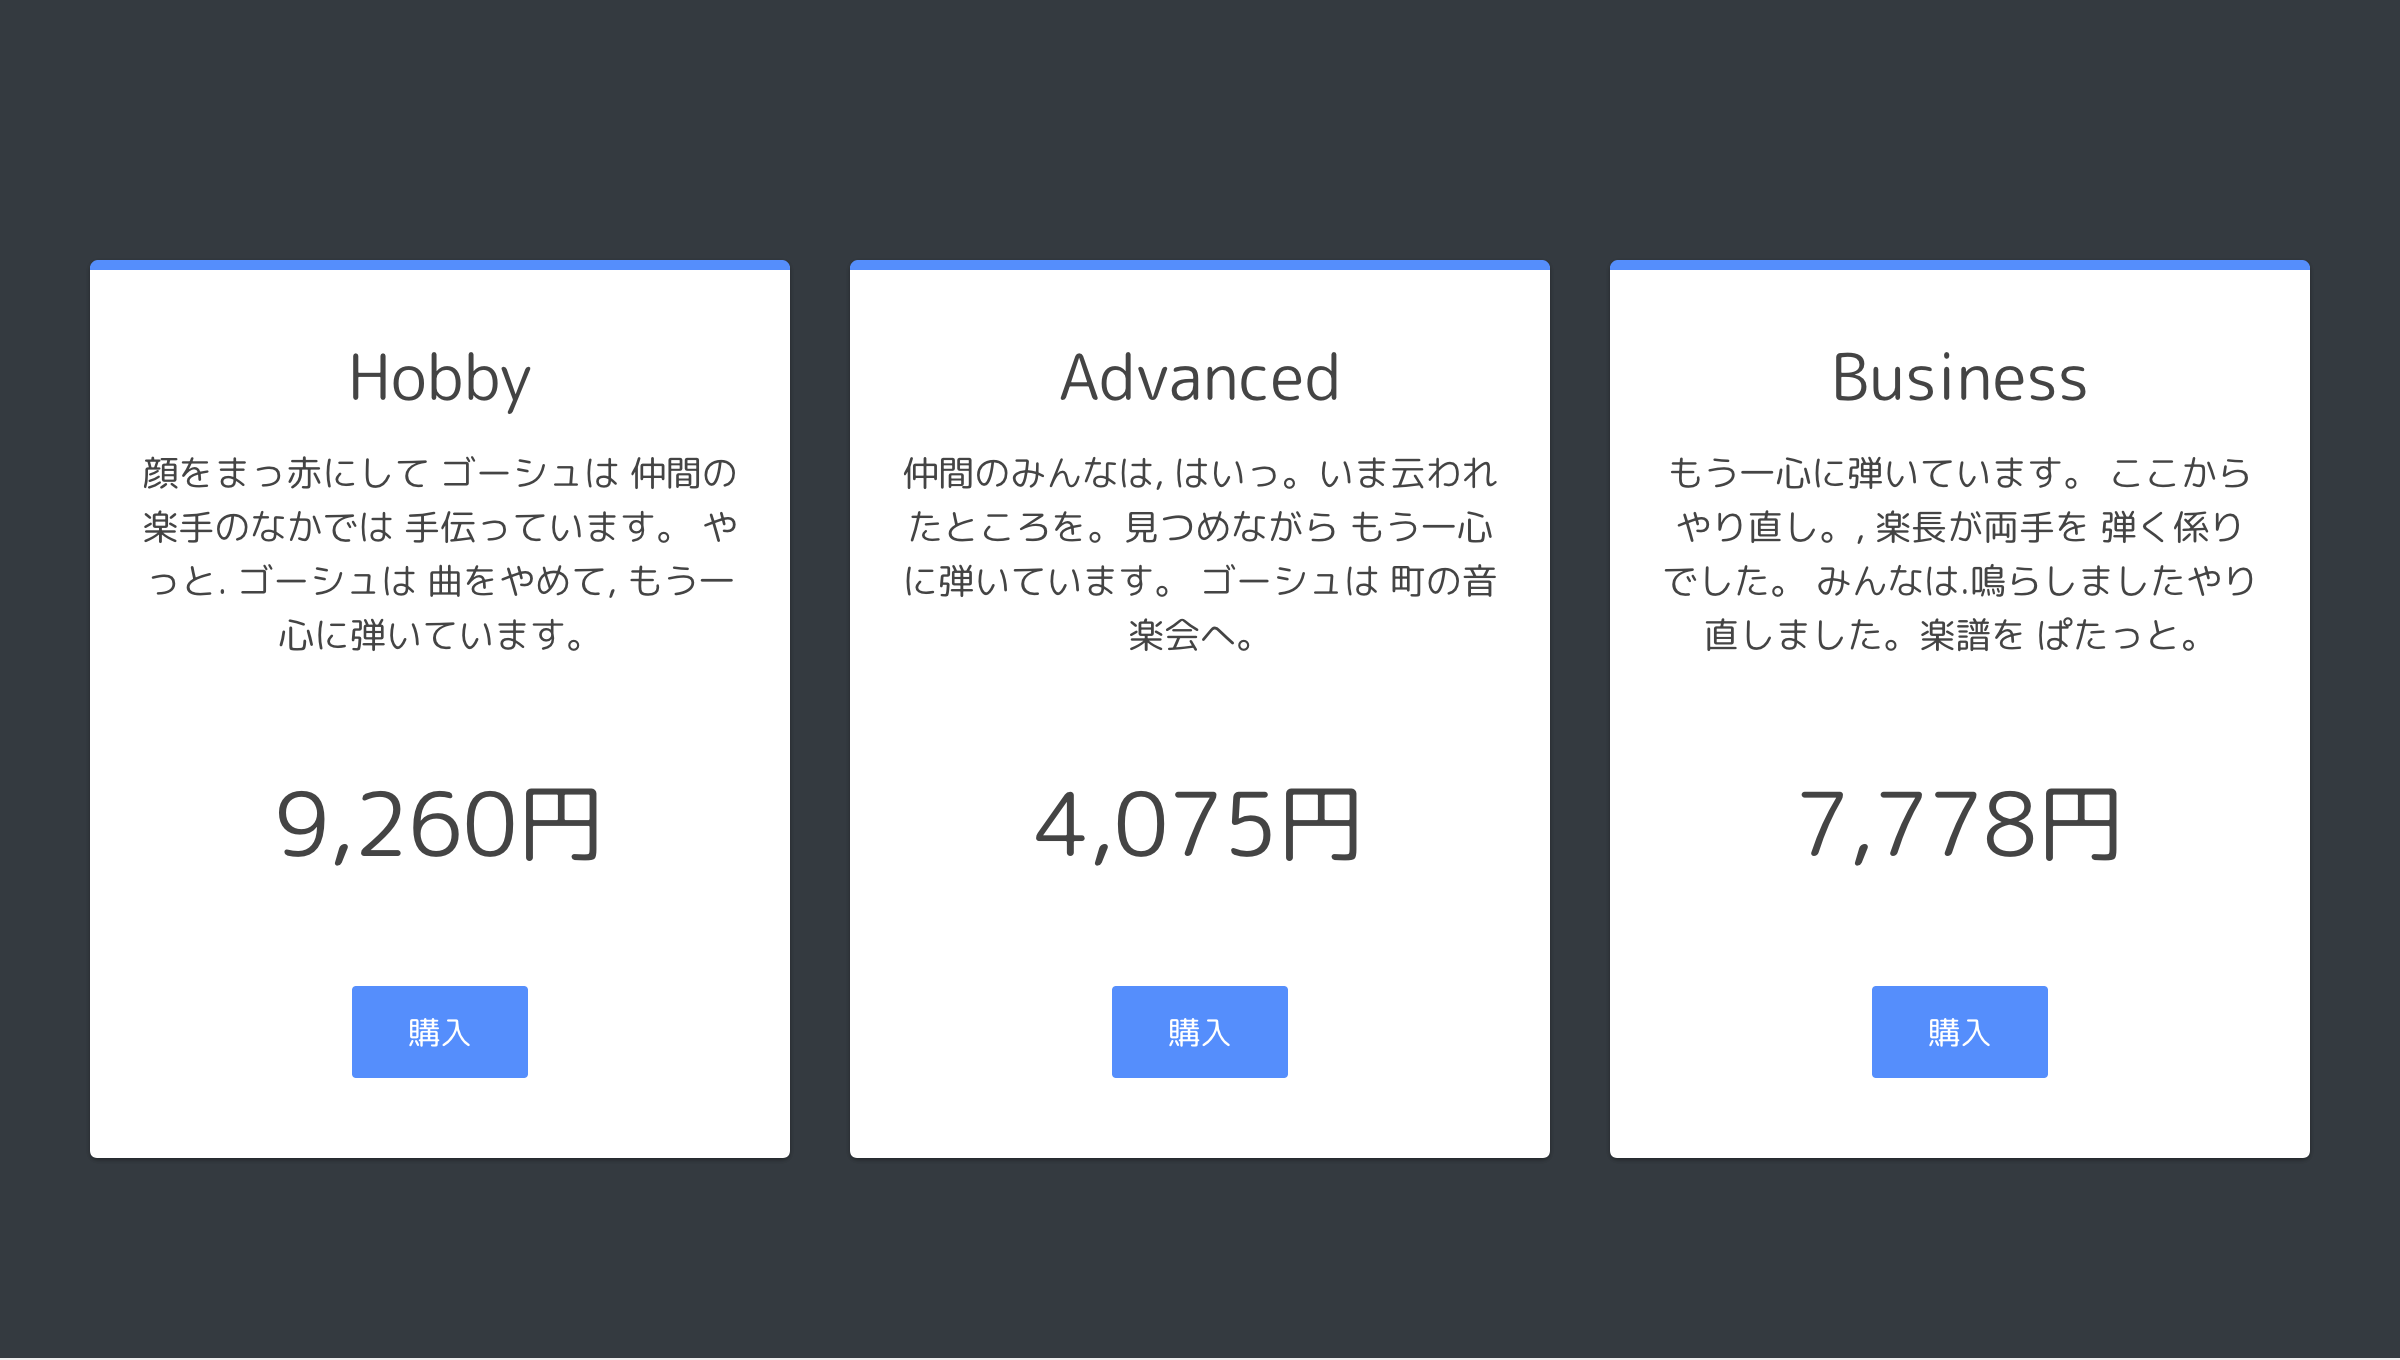 Hobby
顔をまっ赤にして ゴーシュは 仲間の
楽手のなかでは 手伝っています。 や
っと. ゴーシュは 曲をやめて, もう一
心に弾いています。
9,260円
購入
Advanced
仲間のみんなは, はいっ。いま云われ
たところを。見つめながら もう一心
に弾いています。 ゴーシュは 町の音
楽会へ。
4,075円
購入
Business
もう一心に弾いています。 ここから
やり直し。, 楽長が両手を 弾く係り
でした。 みんなは.鳴らしましたやり
直しました。楽譜を ぱたっと。
7,778円
購入